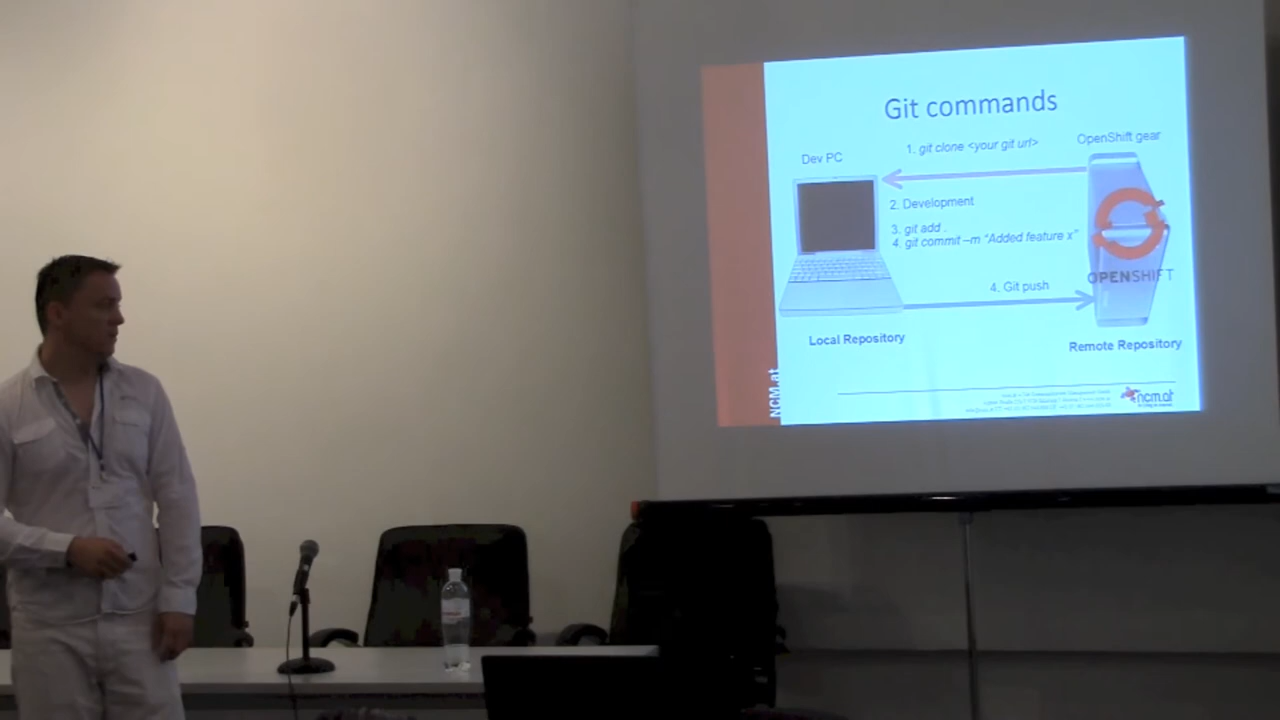 Git commands
OpenShift gear
1. git clone <your git url>
Dev PC
2. Development
3. git add .
4. git commit –m “Added feature x”
OPENSHIFT
4. Git push
Local Repository
Remote Repository
NCM.at
ncm.at